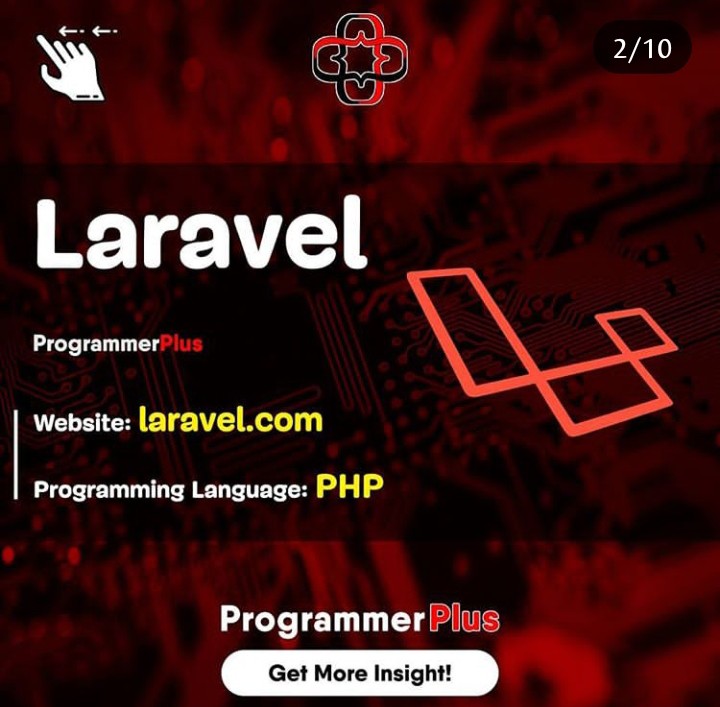 2/10
Laravel
ProgrammerPlus
Website: laravel.com
Programming Language: PHP
ProgrammerPlus
Get More Insight!